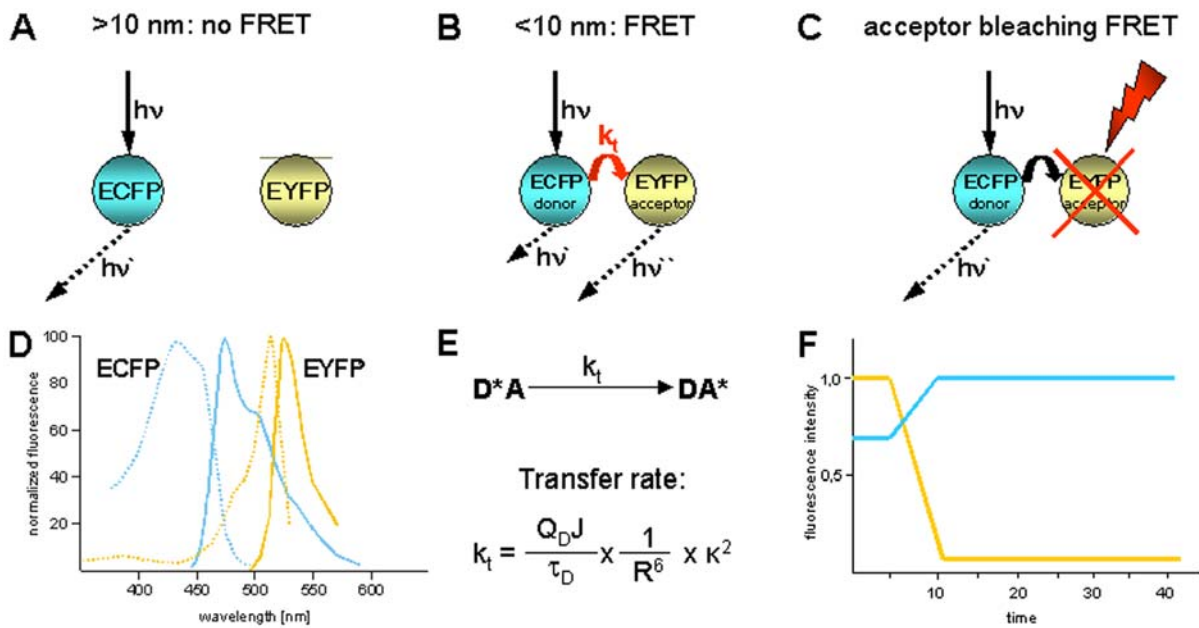 A >10 nm: no FRET
hν
ECFP
EYFP
hν`
B <10 nm: FRET
hν
kt
ECFP
donor
EYFP
acceptor
hν`
hν``
C acceptor bleaching FRET
hν
ECFP
donor
EYFP
acceptor
hν`
D
ECFP
EYFP
normalized fluorescence
100
80
60
40
20
400 450 500 550 600
wavelength [nm]
E
kt
D*A DA*
Transfer rate:
kt = QDJ / τD x 1 / R6 x κ2
F
fluorescence intensity
1,0
0,5
10 20 30 40
time